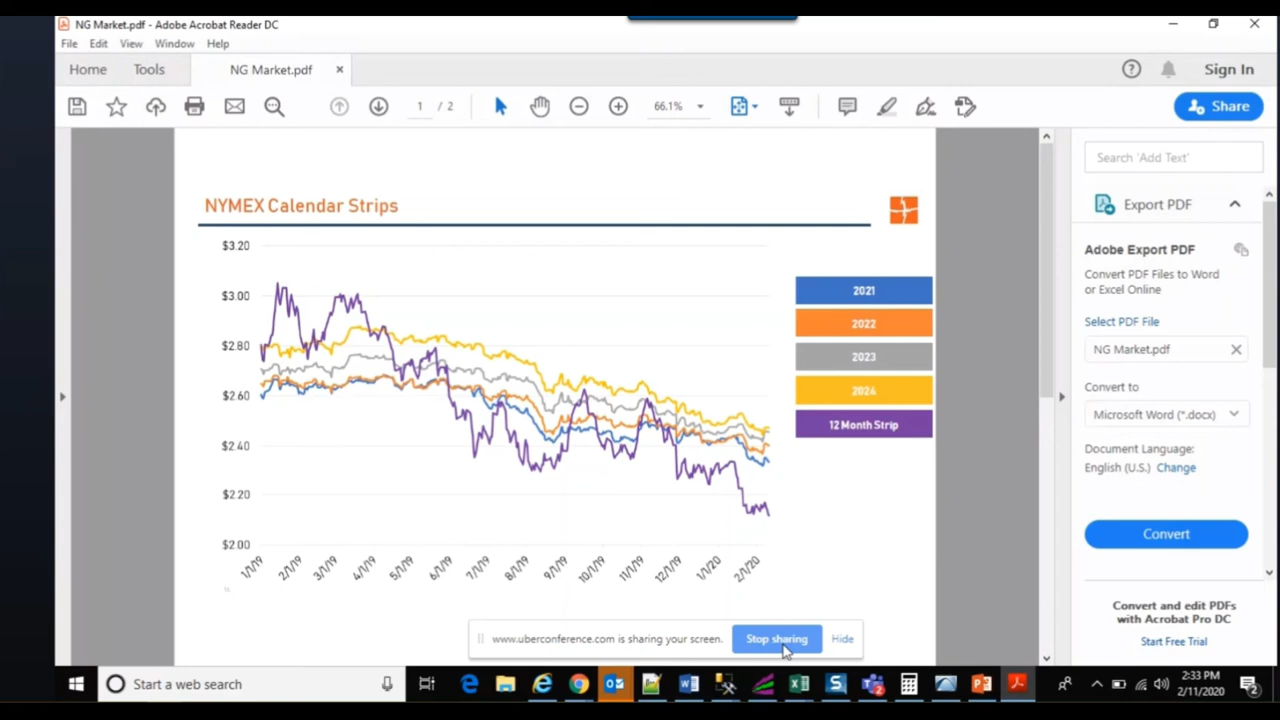 NG Market.pdf - Adobe Acrobat Reader DC
File Edit View Window Help
Home Tools NG Market.pdf × Sign In
1 / 2 66.1% Share
NYMEX Calendar Strips
$3.20
$3.00
$2.80
$2.60
$2.40
$2.20
$2.00
1/1/19 2/1/19 3/1/19 4/1/19 5/1/19 6/1/19 7/1/19 8/1/19 9/1/19 10/1/19 11/1/19 12/1/19 1/1/20 2/1/20
2021
2022
2023
2024
12 Month Strip
Search 'Add Text'
Export PDF
Adobe Export PDF
Convert PDF Files to Word
or Excel Online
Select PDF File
NG Market.pdf
Convert to
Microsoft Word (*.docx)
Document Language:
English (U.S.) Change
Convert
Convert and edit PDFs
with Acrobat Pro DC
Start Free Trial
www.uberconference.com is sharing your screen. Stop sharing Hide
Start a web search
2:33 PM
2/11/2020
2
2